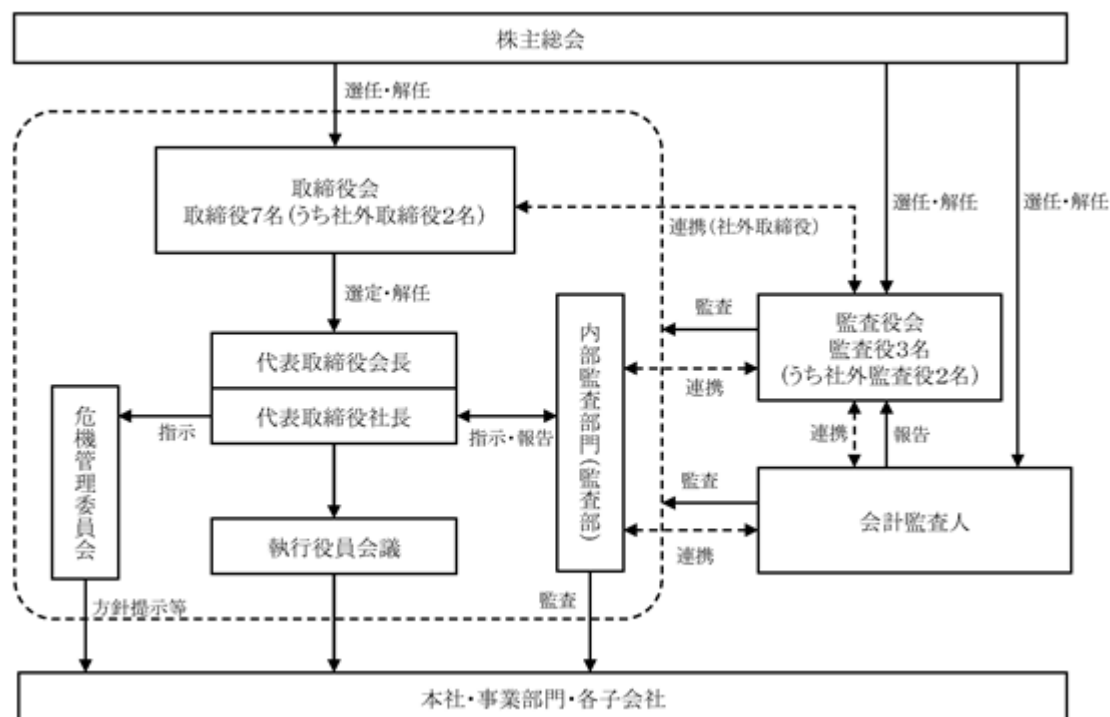 株主総会
選任・解任
取締役会
取締役7名(うち社外取締役2名)
選任・解任
選任・解任
連携(社外取締役)
選定・解任
監査
監査役会
監査役3名
(うち社外監査役2名)
代表取締役会長
代表取締役社長
内部監査部門(監査部)
連携
危機管理委員会
指示
指示・報告
連携
報告
監査
会計監査人
執行役員会議
連携
方針提示等
監査
本社・事業部門・各子会社